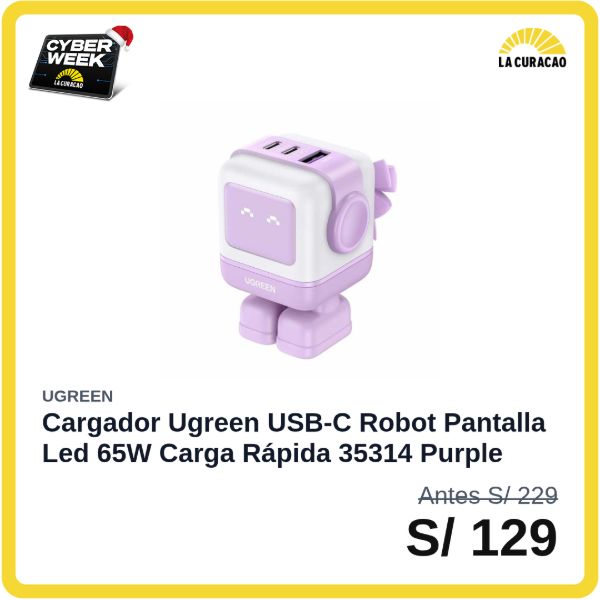 CYBER
WEEK
LA CURACAO
LA CURACAO
UGREEN
UGREEN
Cargador Ugreen USB-C Robot Pantalla
Led 65W Carga Rápida 35314 Purple
Antes S/ 229
S/ 129